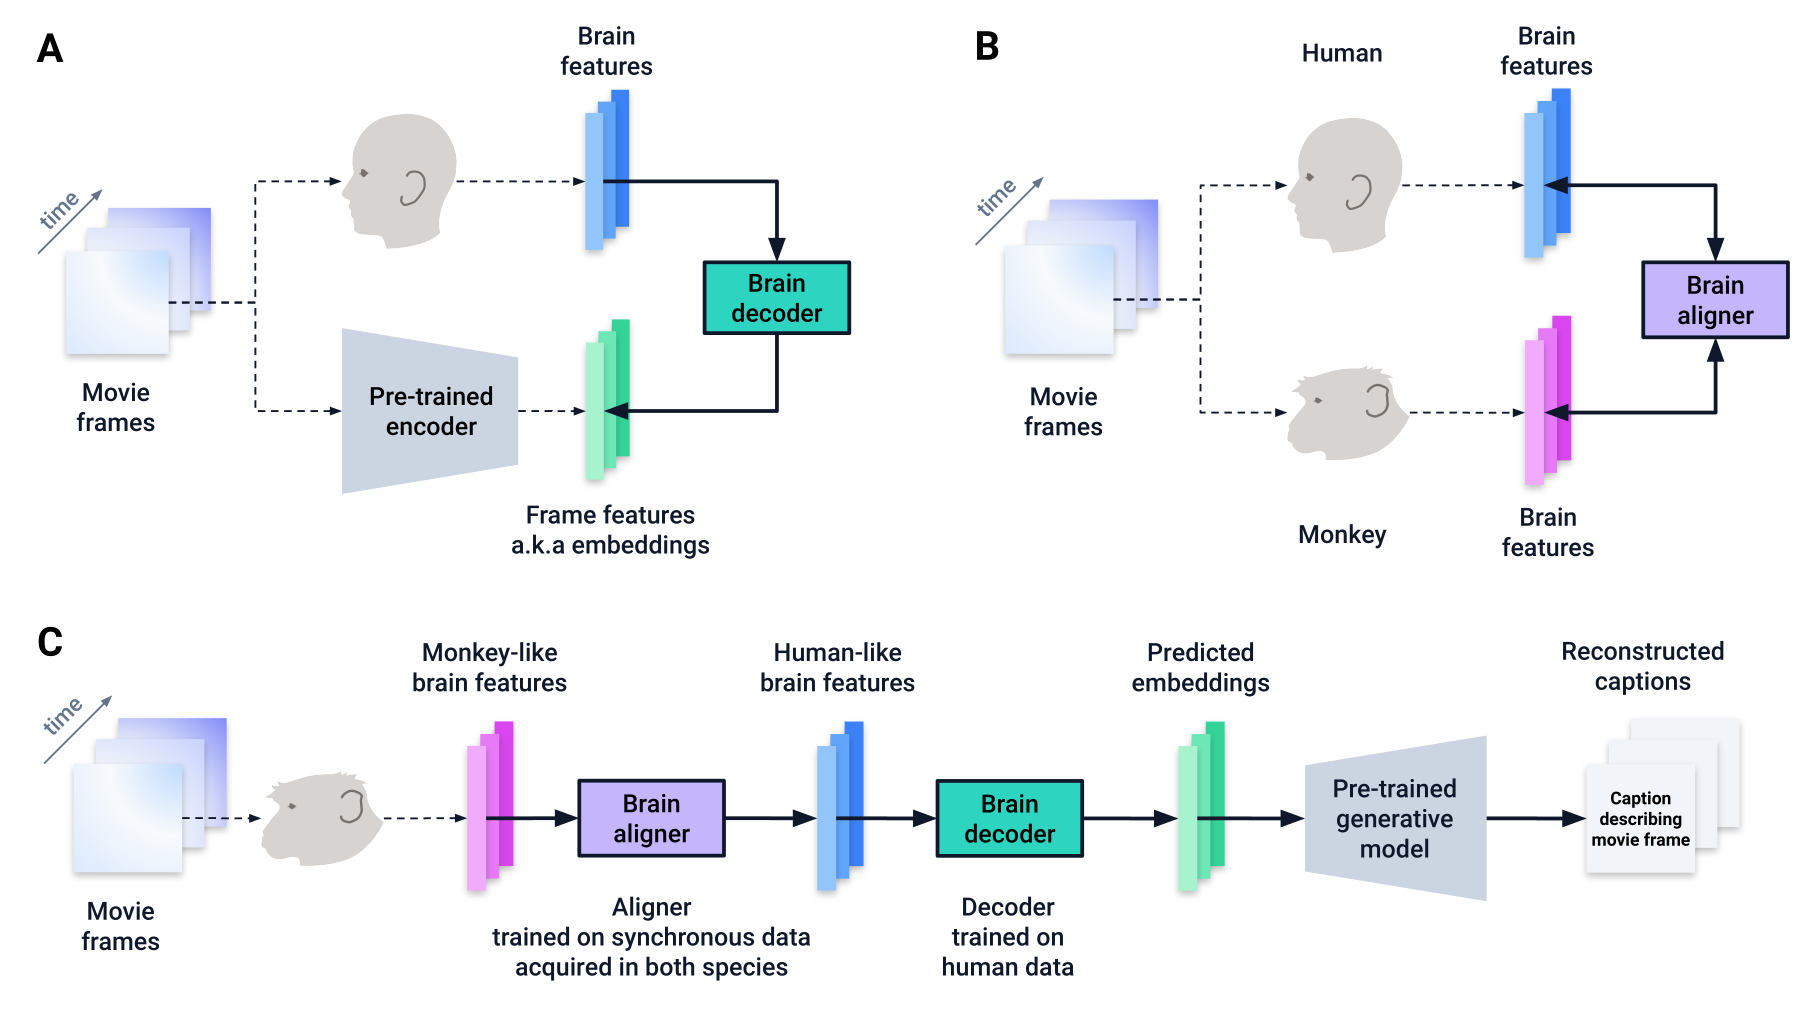 A
Brain
features
time
Movie
frames
Pre-trained
encoder
Brain
decoder
Frame features
a.k.a embeddings
B
Human
Brain
features
time
Movie
frames
Brain
aligner
Monkey
Brain
features
C
time
Movie
frames
Monkey-like
brain features
Brain
aligner
Aligner
trained on synchronous data
acquired in both species
Human-like
brain features
Brain
decoder
Decoder
trained on
human data
Predicted
embeddings
Pre-trained
generative
model
Reconstructed
captions
Caption
describing
movie frame